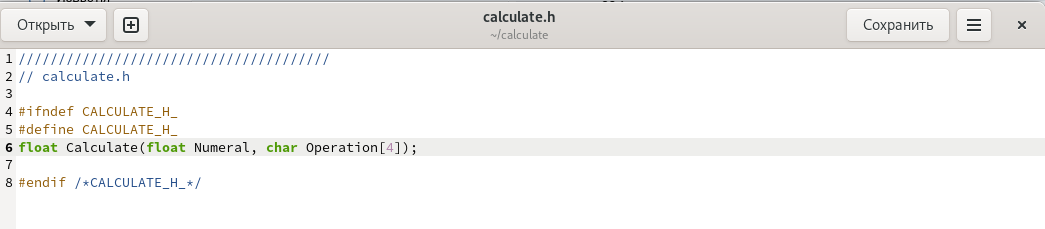 calculate.h
Открыть
~/calculate
Сохранить
1 ///////////////////////////////////////
2 // calculate.h
3
4 #ifndef CALCULATE_H_
5 #define CALCULATE_H_
6 float Calculate(float Numeral, char Operation[4]);
7
8 #endif /*CALCULATE_H_*/